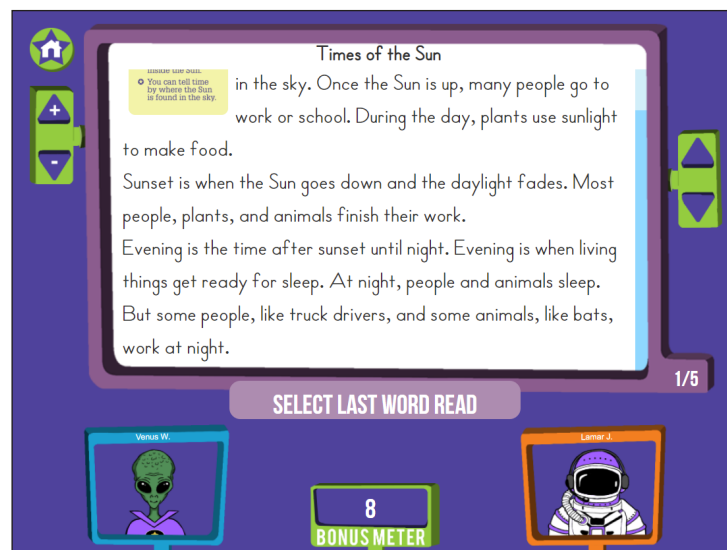 Times of the Sun
inside the Sun.
You can tell time
by where the Sun
is found in the sky.
in the sky. Once the Sun is up, many people go to
work or school. During the day, plants use sunlight
to make food.
Sunset is when the Sun goes down and the daylight fades. Most
people, plants, and animals finish their work.
Evening is the time after sunset until night. Evening is when living
things get ready for sleep. At night, people and animals sleep.
But some people, like truck drivers, and some animals, like bats,
work at night.
+
-
1/5
SELECT LAST WORD READ
Venus W.
Lamar J.
8
BONUS METER